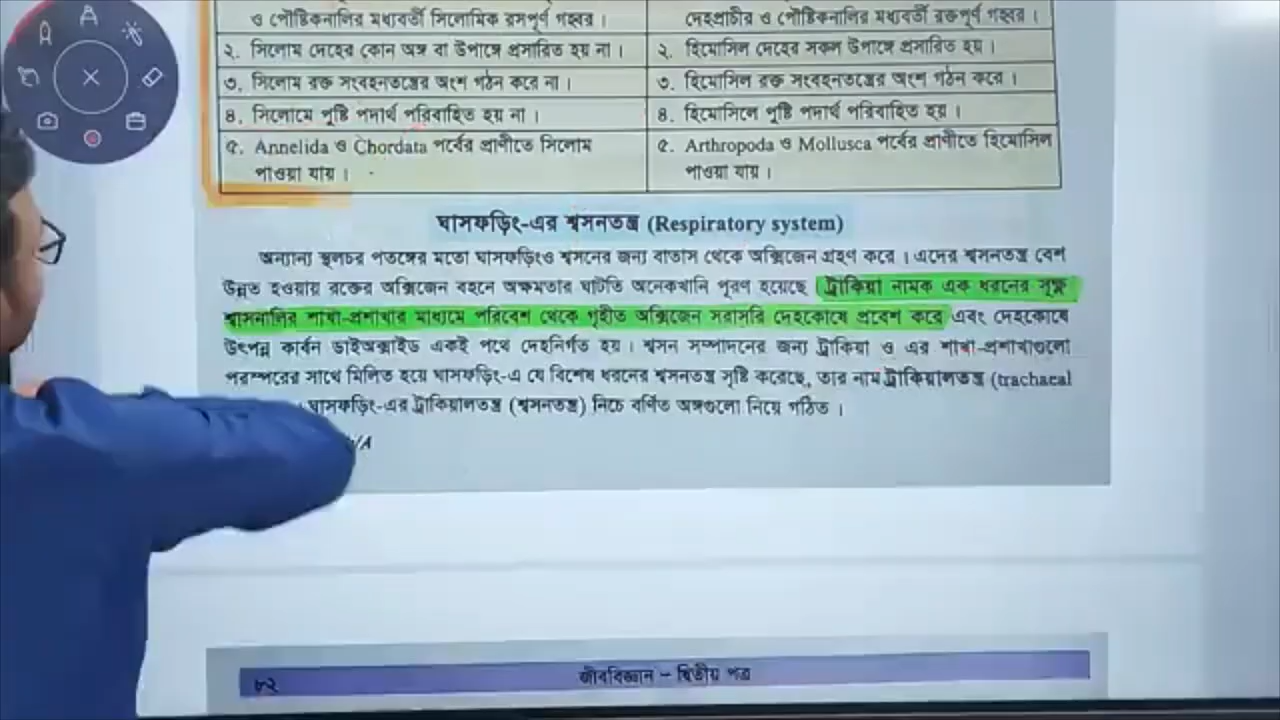 ও পৌষ্টিকনালির মধ্যবর্তী সিলোমিক রসপূর্ণ গহ্বর।
দেহপ্রাচীর ও পৌষ্টিকনালির মধ্যবর্তী রক্তপূর্ণ গহ্বর।
২. সিলোম দেহের কোন অঙ্গ বা উপাঙ্গে প্রসারিত হয় না।
২. হিমোসিল দেহের সকল উপাঙ্গে প্রসারিত হয়।
৩. সিলোম রক্ত সংবহনতন্ত্রের অংশ গঠন করে না।
৩. হিমোসিল রক্ত সংবহনতন্ত্রের অংশ গঠন করে।
৪. সিলোমে পুষ্টি পদার্থ পরিবাহিত হয় না।
৪. হিমোসিলে পুষ্টি পদার্থ পরিবাহিত হয়।
৫. Annelida ও Chordata পর্বের প্রাণীতে সিলোম
পাওয়া যায়।
৫. Arthropoda ও Mollusca পর্বের প্রাণীতে হিমোসিল
পাওয়া যায়।
ঘাসফড়িং-এর শ্বসনতন্ত্র (Respiratory system)
অন্যান্য স্থলচর পতঙ্গের মতো ঘাসফড়িংও শ্বসনের জন্য বাতাস থেকে অক্সিজেন গ্রহণ করে। এদের শ্বসনতন্ত্র বেশ
উন্নত হওয়ায় রক্তের অক্সিজেন বহনে অক্ষমতার ঘাটতি অনেকখানি পূরণ হয়েছে। ট্রাকিয়া নামক এক ধরনের সূক্ষ্ম
শ্বাসনালির শাখা-প্রশাখার মাধ্যমে পরিবেশ থেকে গৃহীত অক্সিজেন সরাসরি দেহকোষে প্রবেশ করে এবং দেহকোষে
উৎপন্ন কার্বন ডাইঅক্সাইড একই পথে দেহনির্গত হয়। শ্বসন সম্পাদনের জন্য ট্রাকিয়া ও এর শাখা-প্রশাখাগুলো
পরস্পরের সাথে মিলিত হয়ে ঘাসফড়িং-এ যে বিশেষ ধরনের শ্বসনতন্ত্র সৃষ্টি করেছে, তার নাম ট্রাকিয়ালতন্ত্র (trachaeal
ঘাসফড়িং-এর ট্রাকিয়ালতন্ত্র (শ্বসনতন্ত্র) নিচে বর্ণিত অঙ্গগুলো নিয়ে গঠিত।
৮২
জীববিজ্ঞান – দ্বিতীয় পত্র